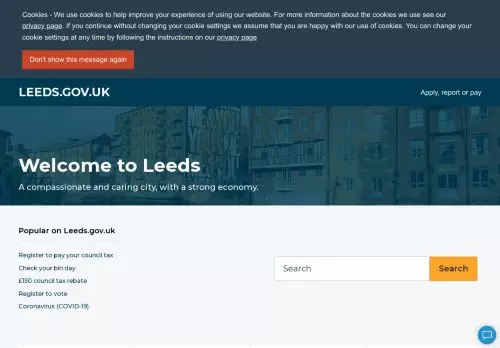 Cookies - We use cookies to help improve your experience of using our website. For more information about the cookies we use see our
privacy page. If you continue without changing your cookie settings we assume that you are happy with our use of cookies. You can change your
cookie settings at any time by following the instructions on our privacy page
Don't show this message again
LEEDS.GOV.UK
Apply, report or pay
Welcome to Leeds
A compassionate and caring city, with a strong economy.
Popular on Leeds.gov.uk
Register to pay your council tax
Check your bin day
£150 council tax rebate
Register to vote
Coronavirus (COVID-19)
Search
Search